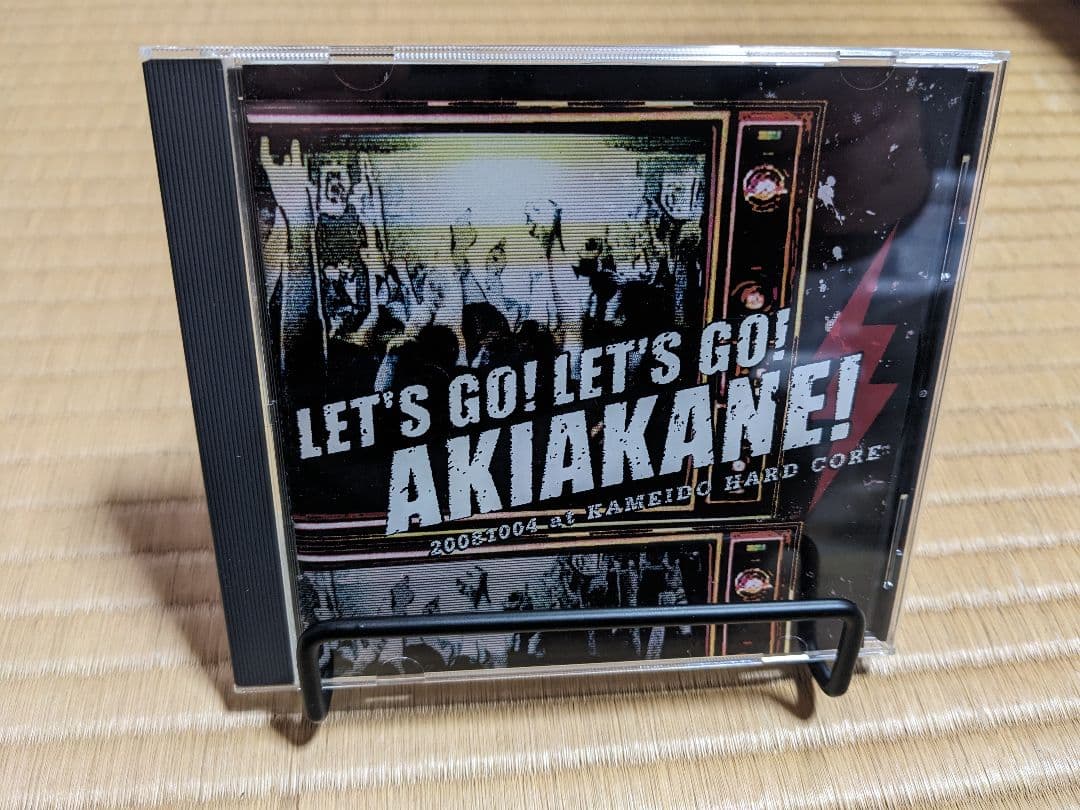 LET'S GO! LET'S GO!
AKIAKANE!
20081004 at KAMEIDO HARD CORE